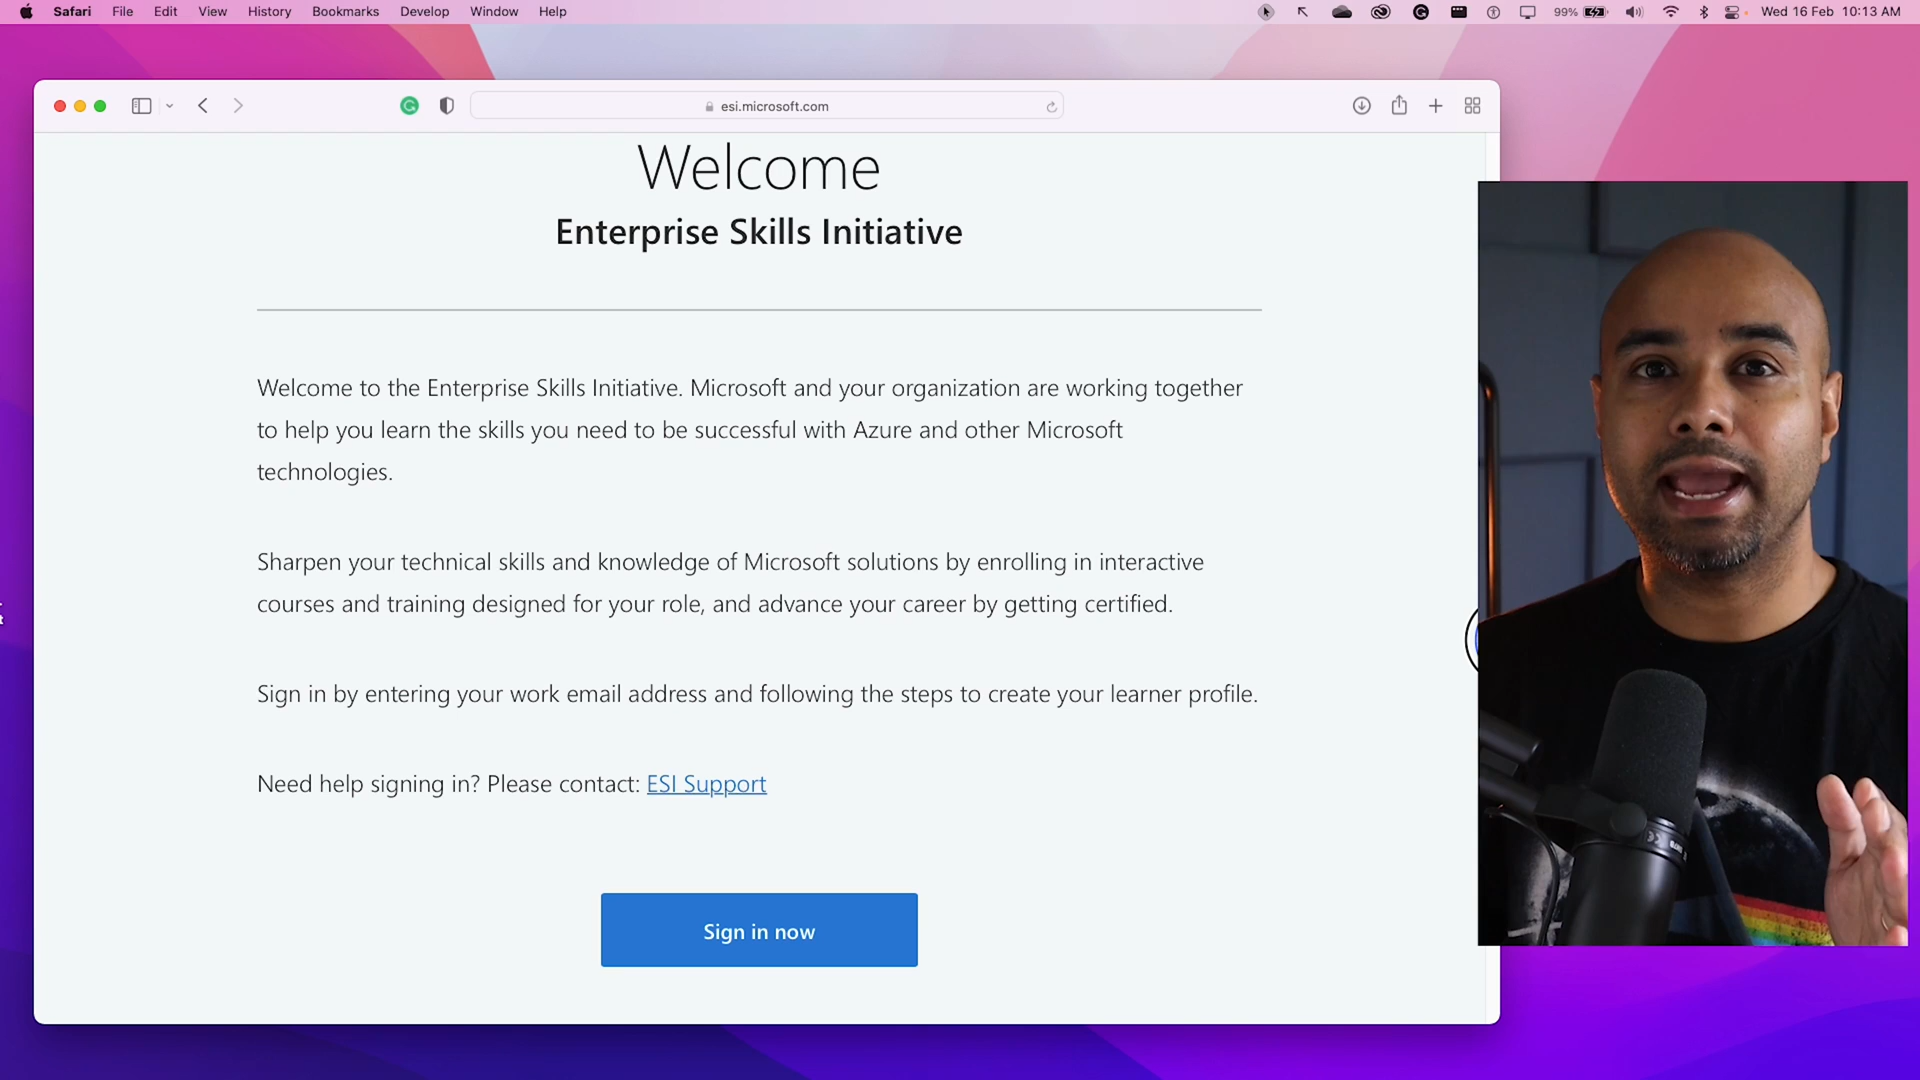 Safari File Edit View History Bookmarks Develop Window Help 99% Wed 16 Feb 10:13 AM
esi.microsoft.com
Welcome
Enterprise Skills Initiative
Welcome to the Enterprise Skills Initiative. Microsoft and your organization are working together
to help you learn the skills you need to be successful with Azure and other Microsoft
technologies.
Sharpen your technical skills and knowledge of Microsoft solutions by enrolling in interactive
courses and training designed for your role, and advance your career by getting certified.
Sign in by entering your work email address and following the steps to create your learner profile.
Need help signing in? Please contact: ESI Support
Sign in now